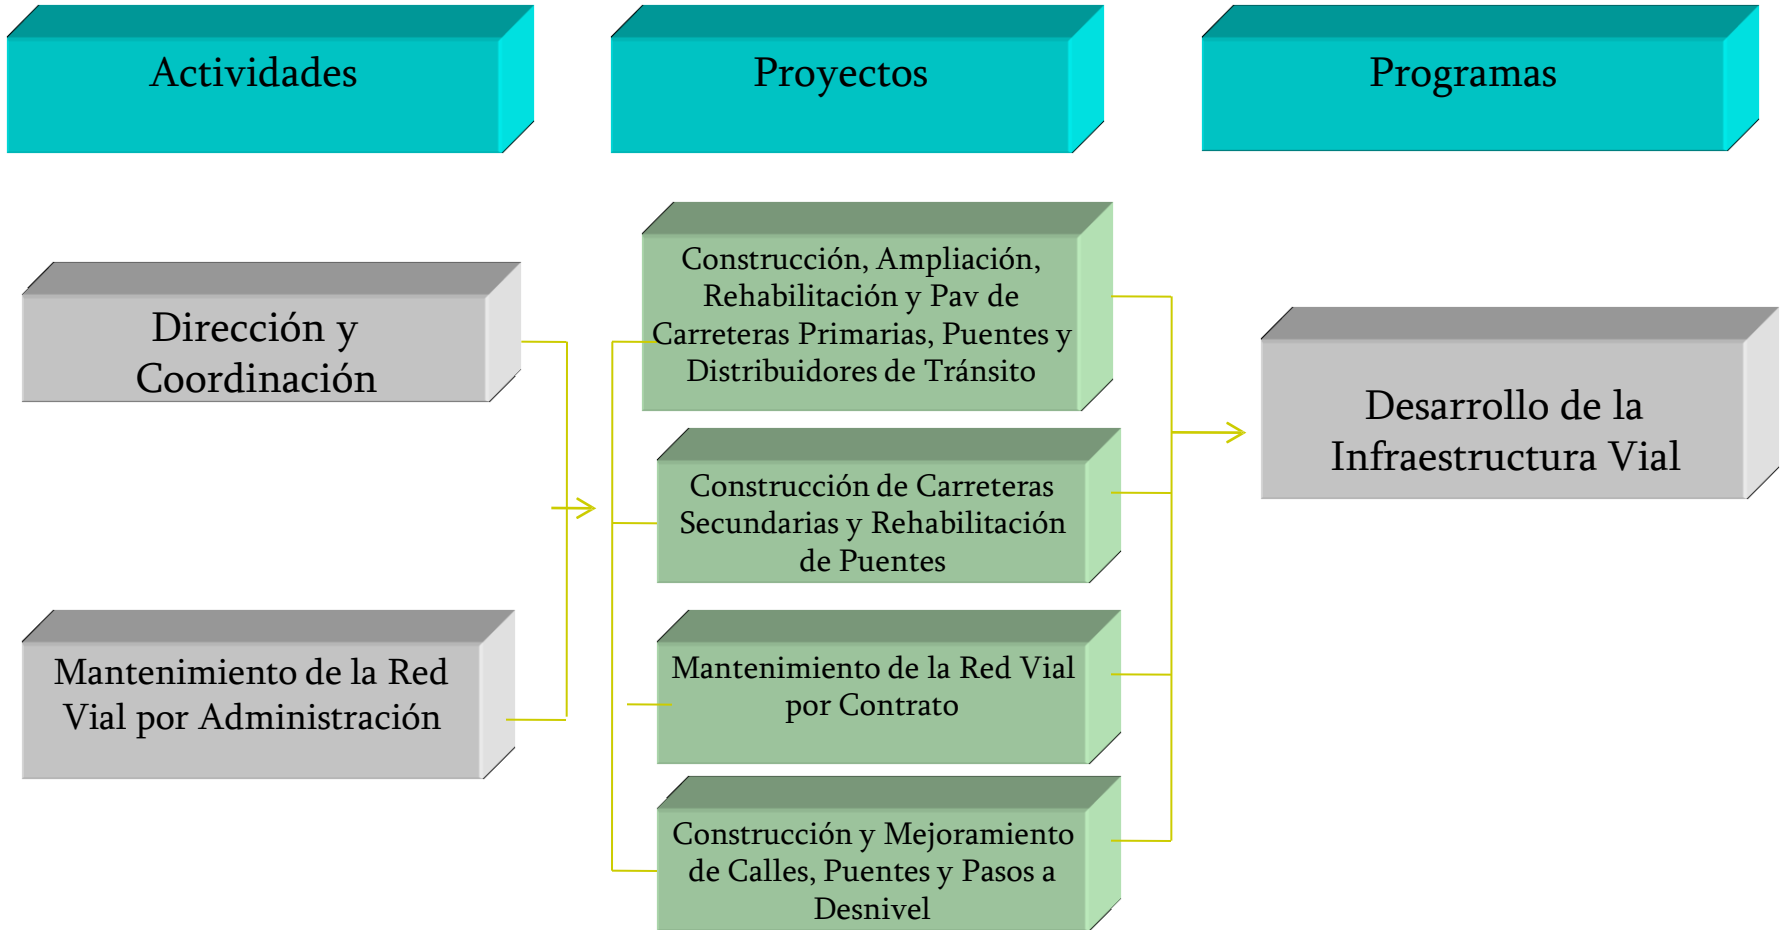 Actividades
Proyectos
Programas
Dirección y
Coordinación
Mantenimiento de la Red
Vial por Administración
Construcción, Ampliación,
Rehabilitación y Pav de
Carreteras Primarias, Puentes y
Distribuidores de Tránsito
Construcción de Carreteras
Secundarias y Rehabilitación
de Puentes
Mantenimiento de la Red Vial
por Contrato
Construcción y Mejoramiento
de Calles, Puentes y Pasos a
Desnivel
Desarrollo de la
Infraestructura Vial